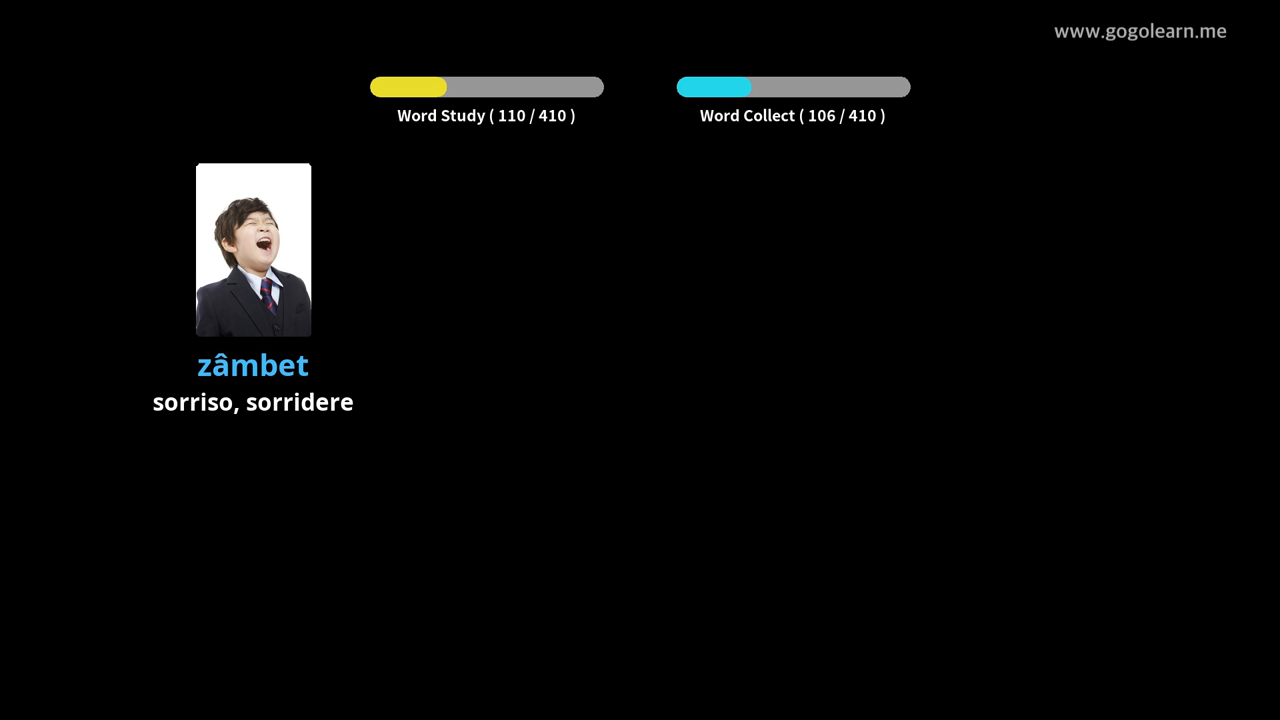 www.gogolearn.me
Word Study ( 110 / 410 )
Word Collect ( 106 / 410 )
zâmbet
sorriso, sorridere